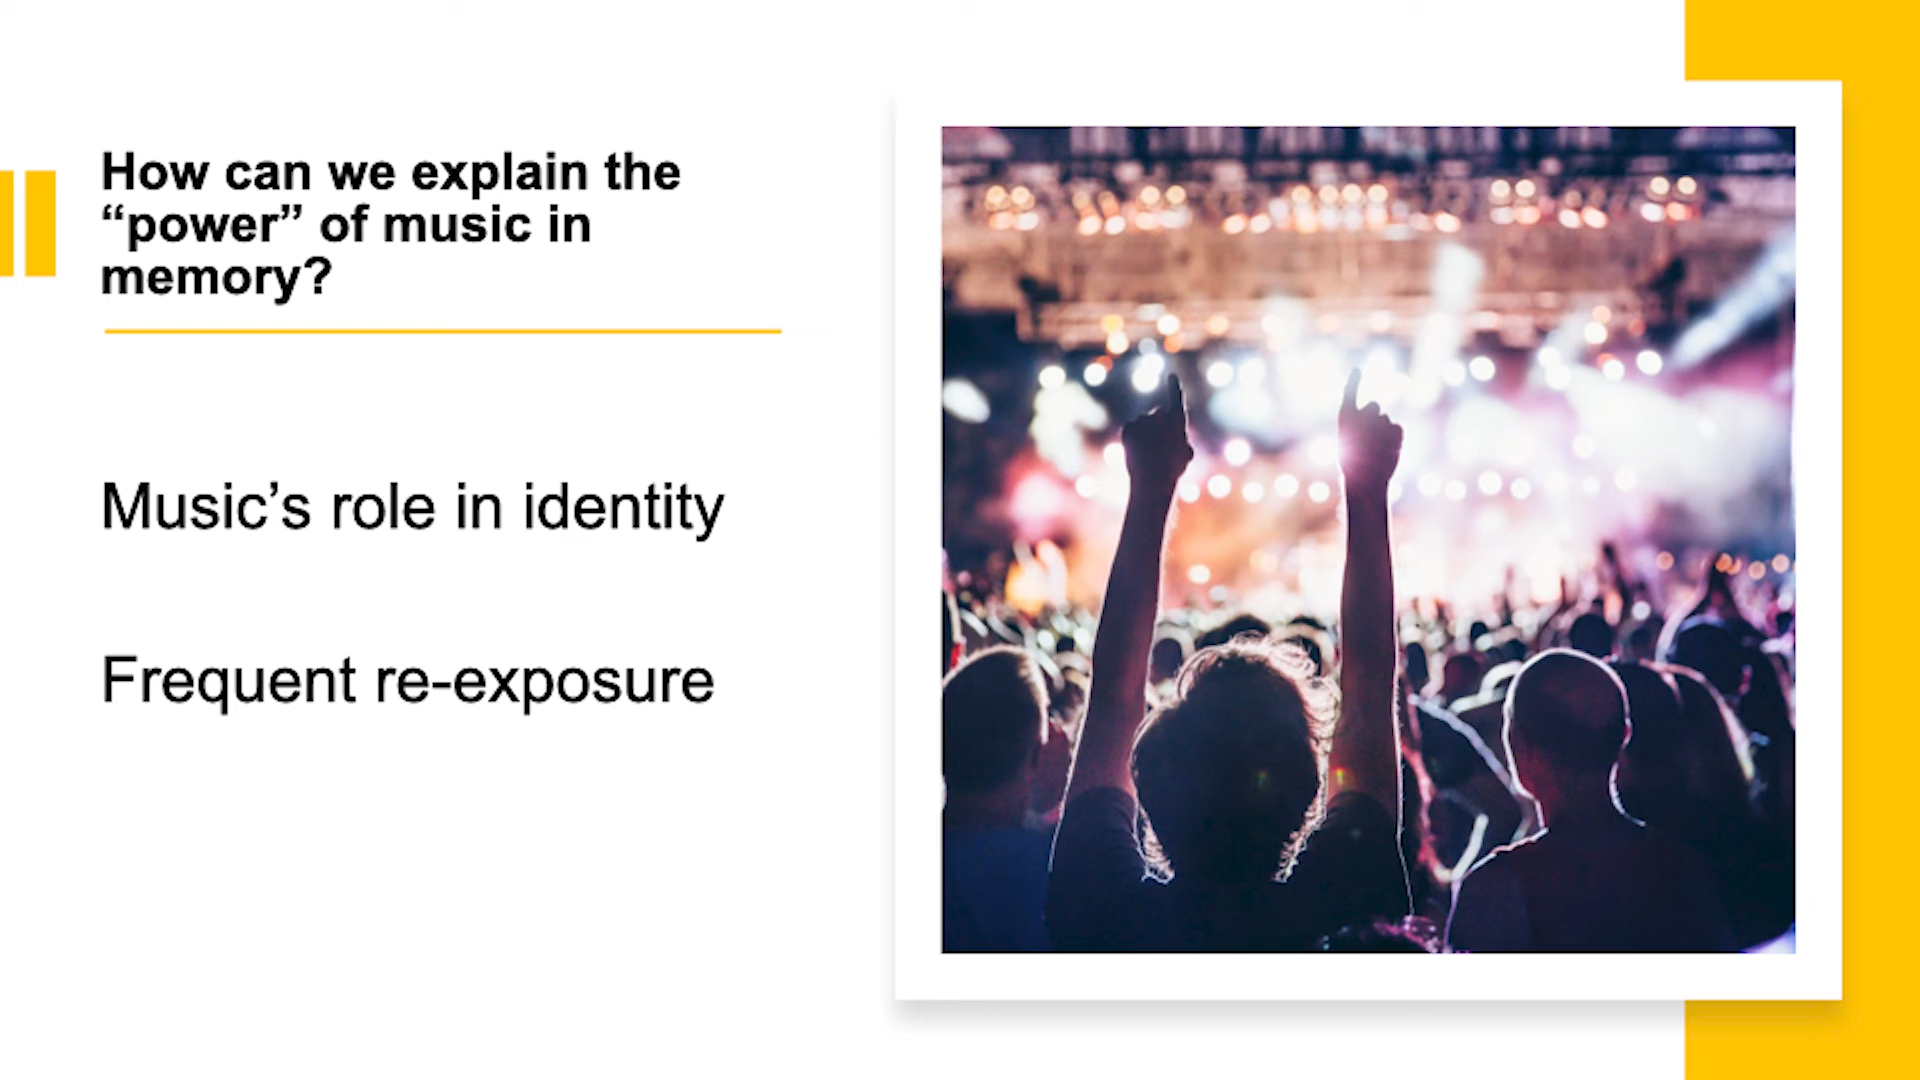 How can we explain the
“power” of music in
memory?
Music’s role in identity
Frequent re-exposure